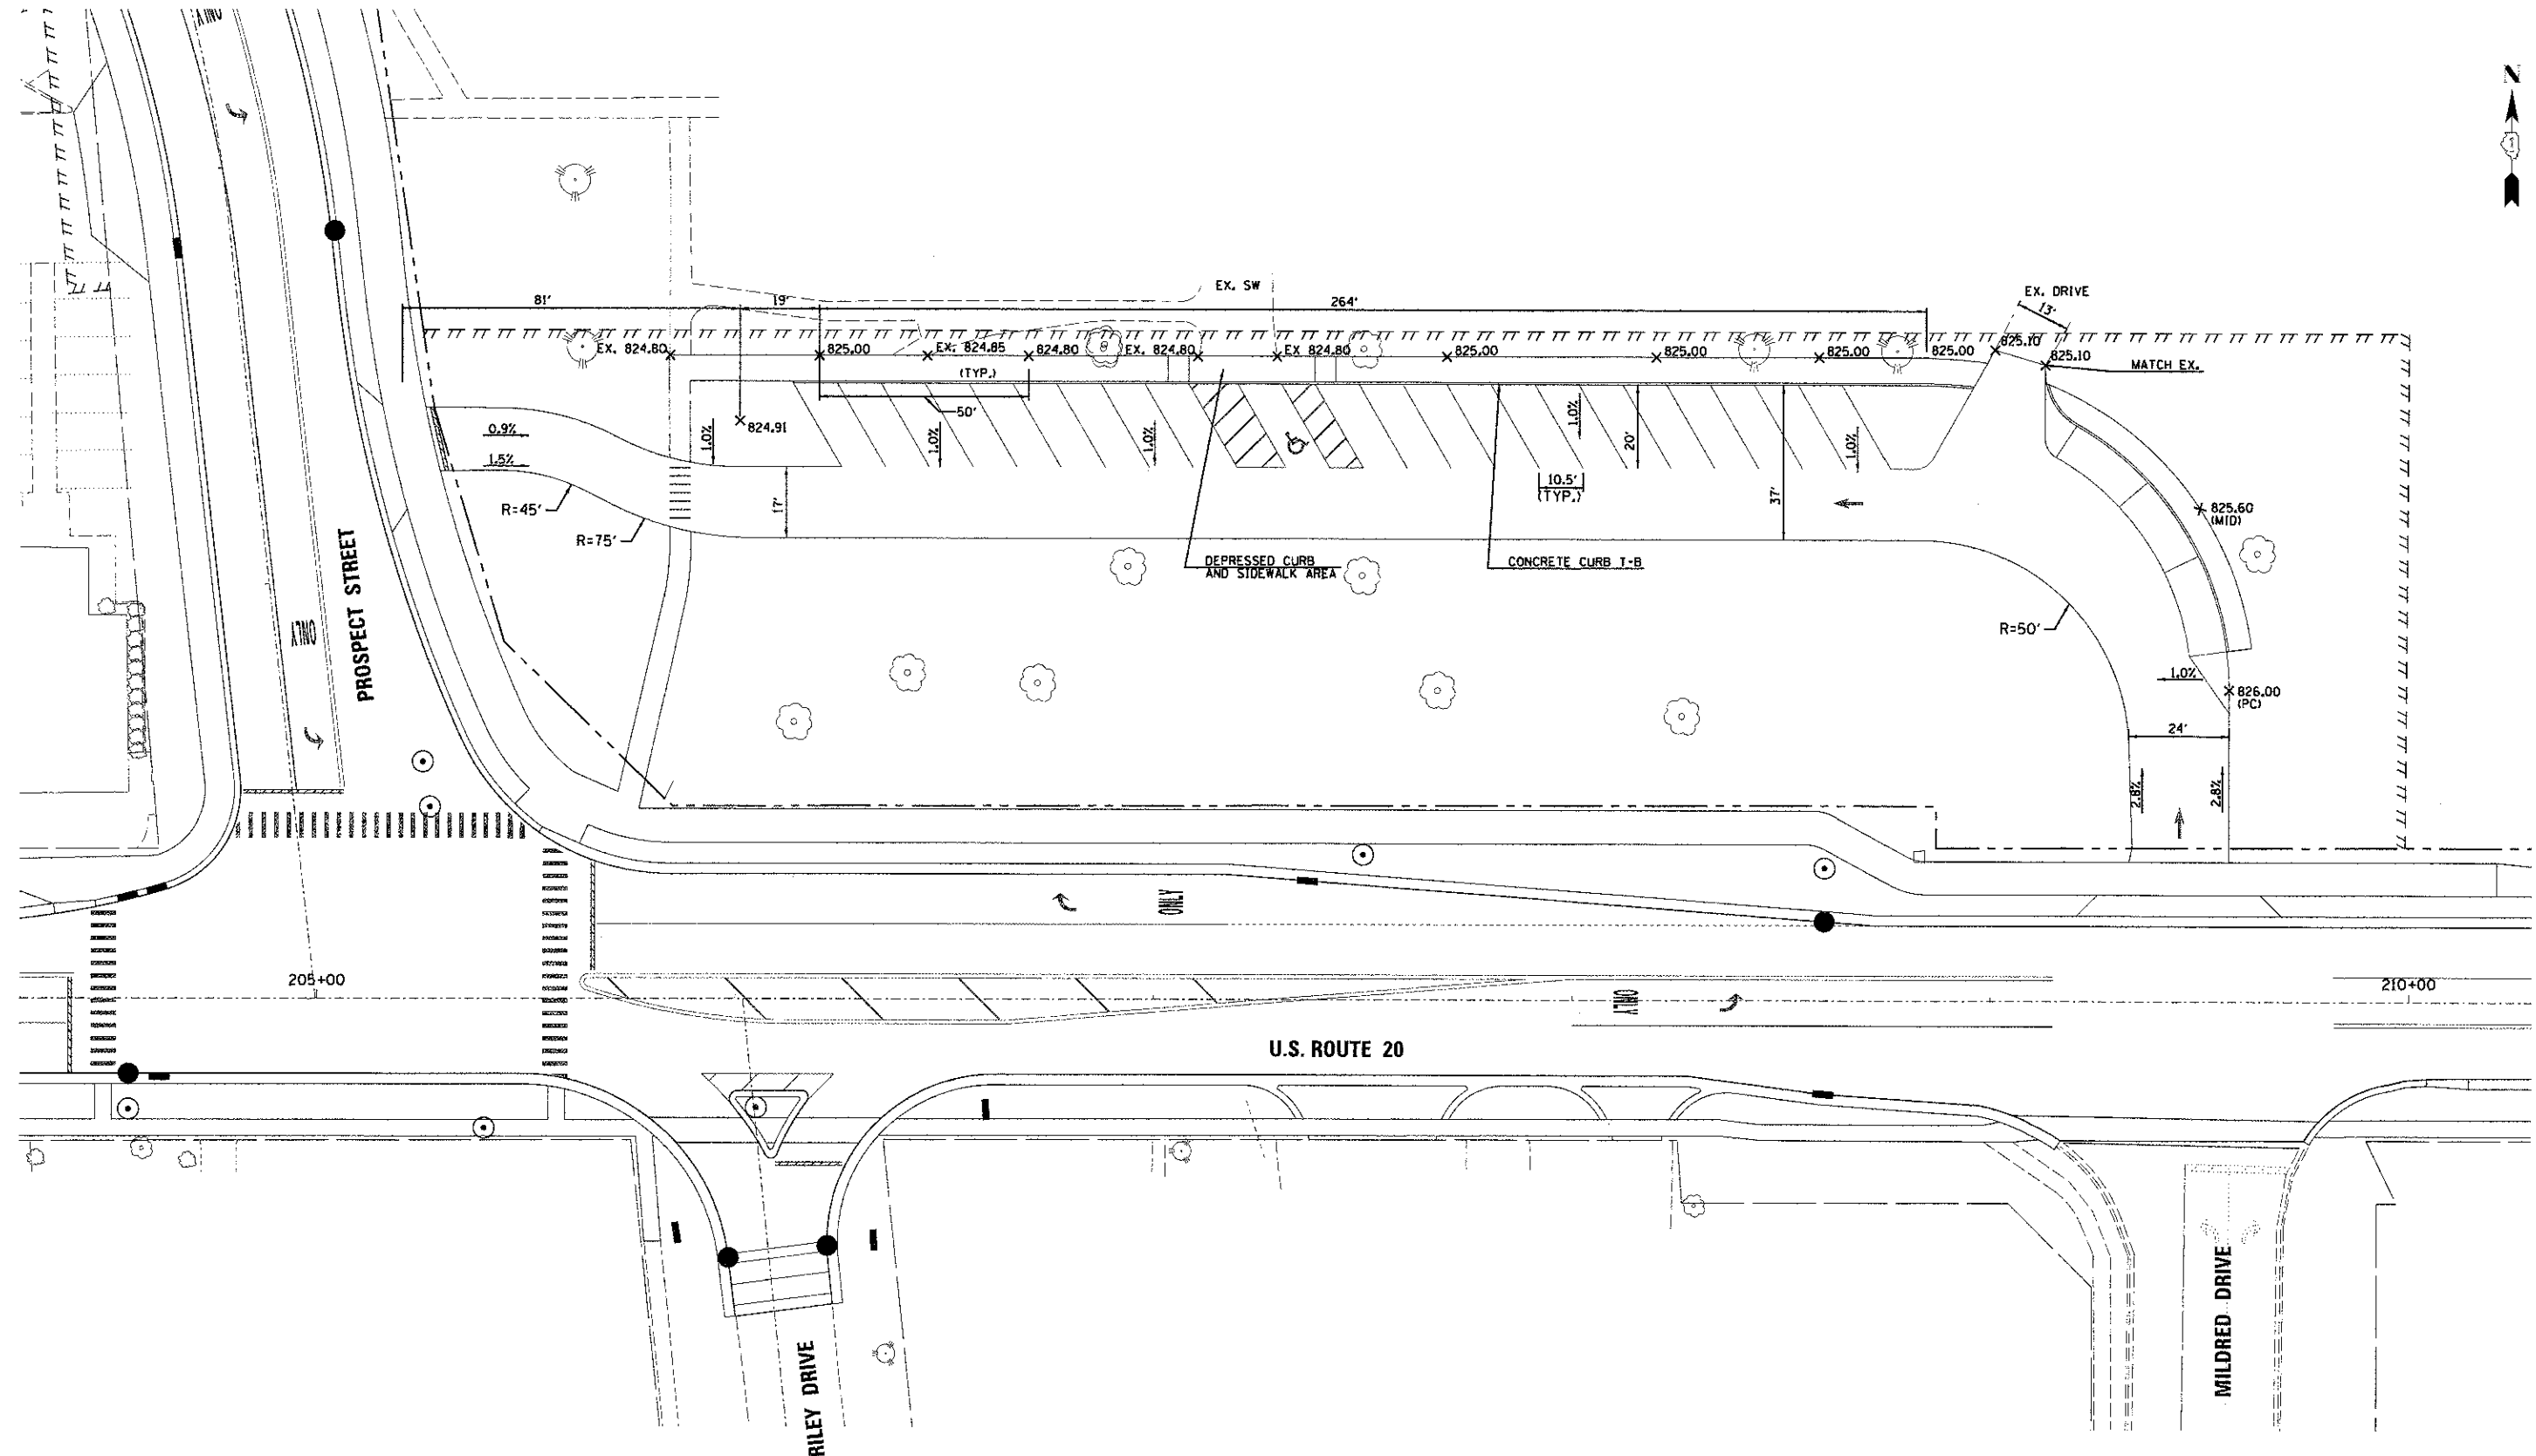 ONLY
N
1
EX. SW
EX. DRIVE
81'
19'
264'
13'
EX. 824.80
825.00
EX. 824.85
824.80
EX. 824.80
EX 824.80
825.00
825.00
825.00
825.00
825.10
825.10
MATCH EX.
(TYP.)
50'
824.91
0.9%
1.5%
1.0%
1.0%
1.0%
1.0%
1.0%
20'
37'
17'
10.5'
(TYP.)
R=45'
R=75'
825.60
(MID)
DEPRESSED CURB
AND SIDEWALK AREA
CONCRETE CURB T-B
PROSPECT STREET
ONLY
R=50'
1.0%
826.00
(PC)
24'
2.8%
2.8%
ONLY
205+00
ONLY
210+00
U.S. ROUTE 20
RILEY DRIVE
MILDRED DRIVE